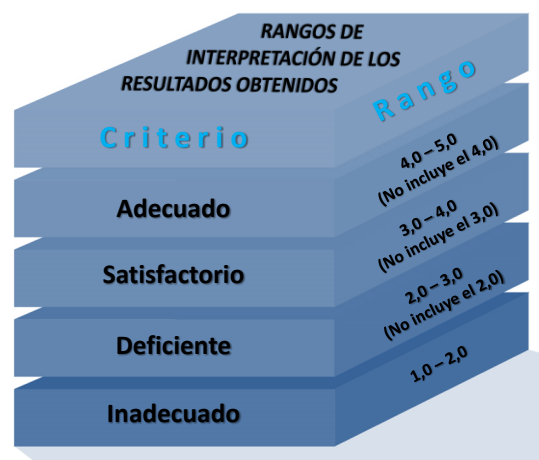 RANGOS DE
INTERPRETACIÓN DE LOS
RESULTADOS OBTENIDOS
Criterio
Rango
Adecuado
4,0 – 5,0
(No incluye el 4,0)
Satisfactorio
3,0 – 4,0
(No incluye el 3,0)
Deficiente
2,0 – 3,0
(No incluye el 2,0)
Inadecuado
1,0 – 2,0